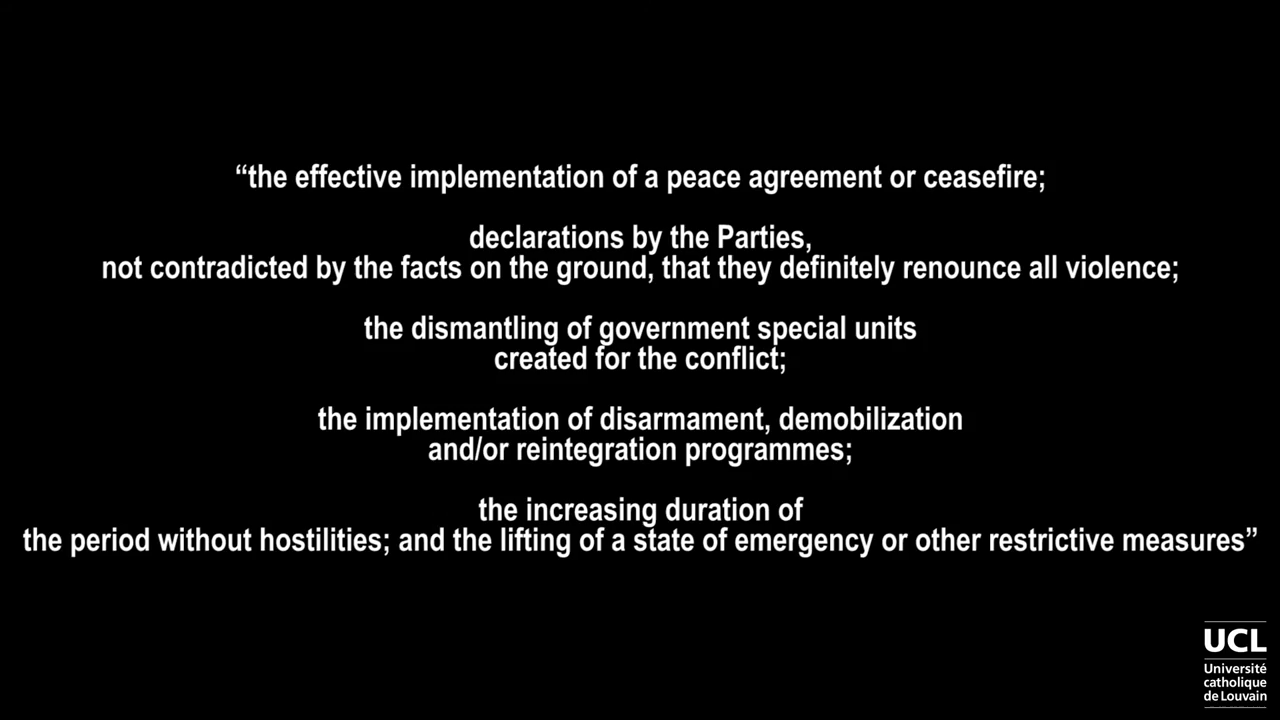 “the effective implementation of a peace agreement or ceasefire;
declarations by the Parties,
not contradicted by the facts on the ground, that they definitely renounce all violence;
the dismantling of government special units
created for the conflict;
the implementation of disarmament, demobilization
and/or reintegration programmes;
the increasing duration of
the period without hostilities; and the lifting of a state of emergency or other restrictive measures”
UCL
Université
catholique
de Louvain